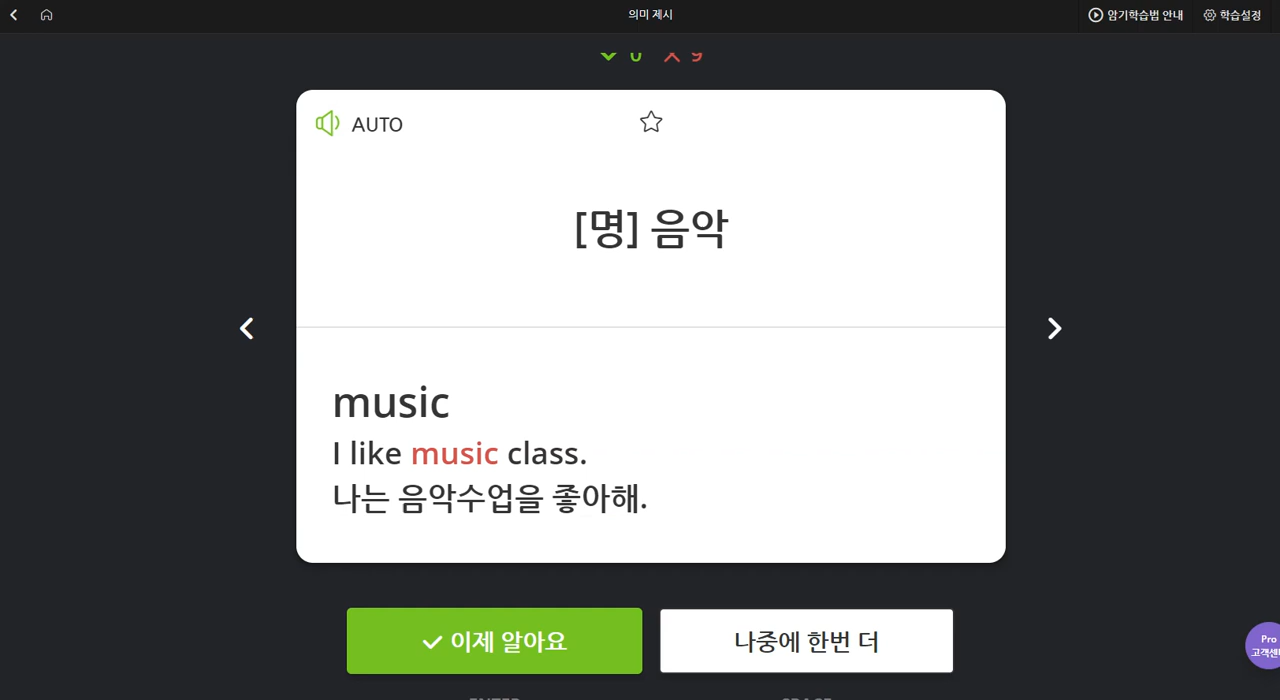 의미 제시
암기학습법 안내
학습설정
AUTO
[명] 음악
music
I like music class.
나는 음악수업을 좋아해.
이제 알아요
나중에 한번 더
Pro